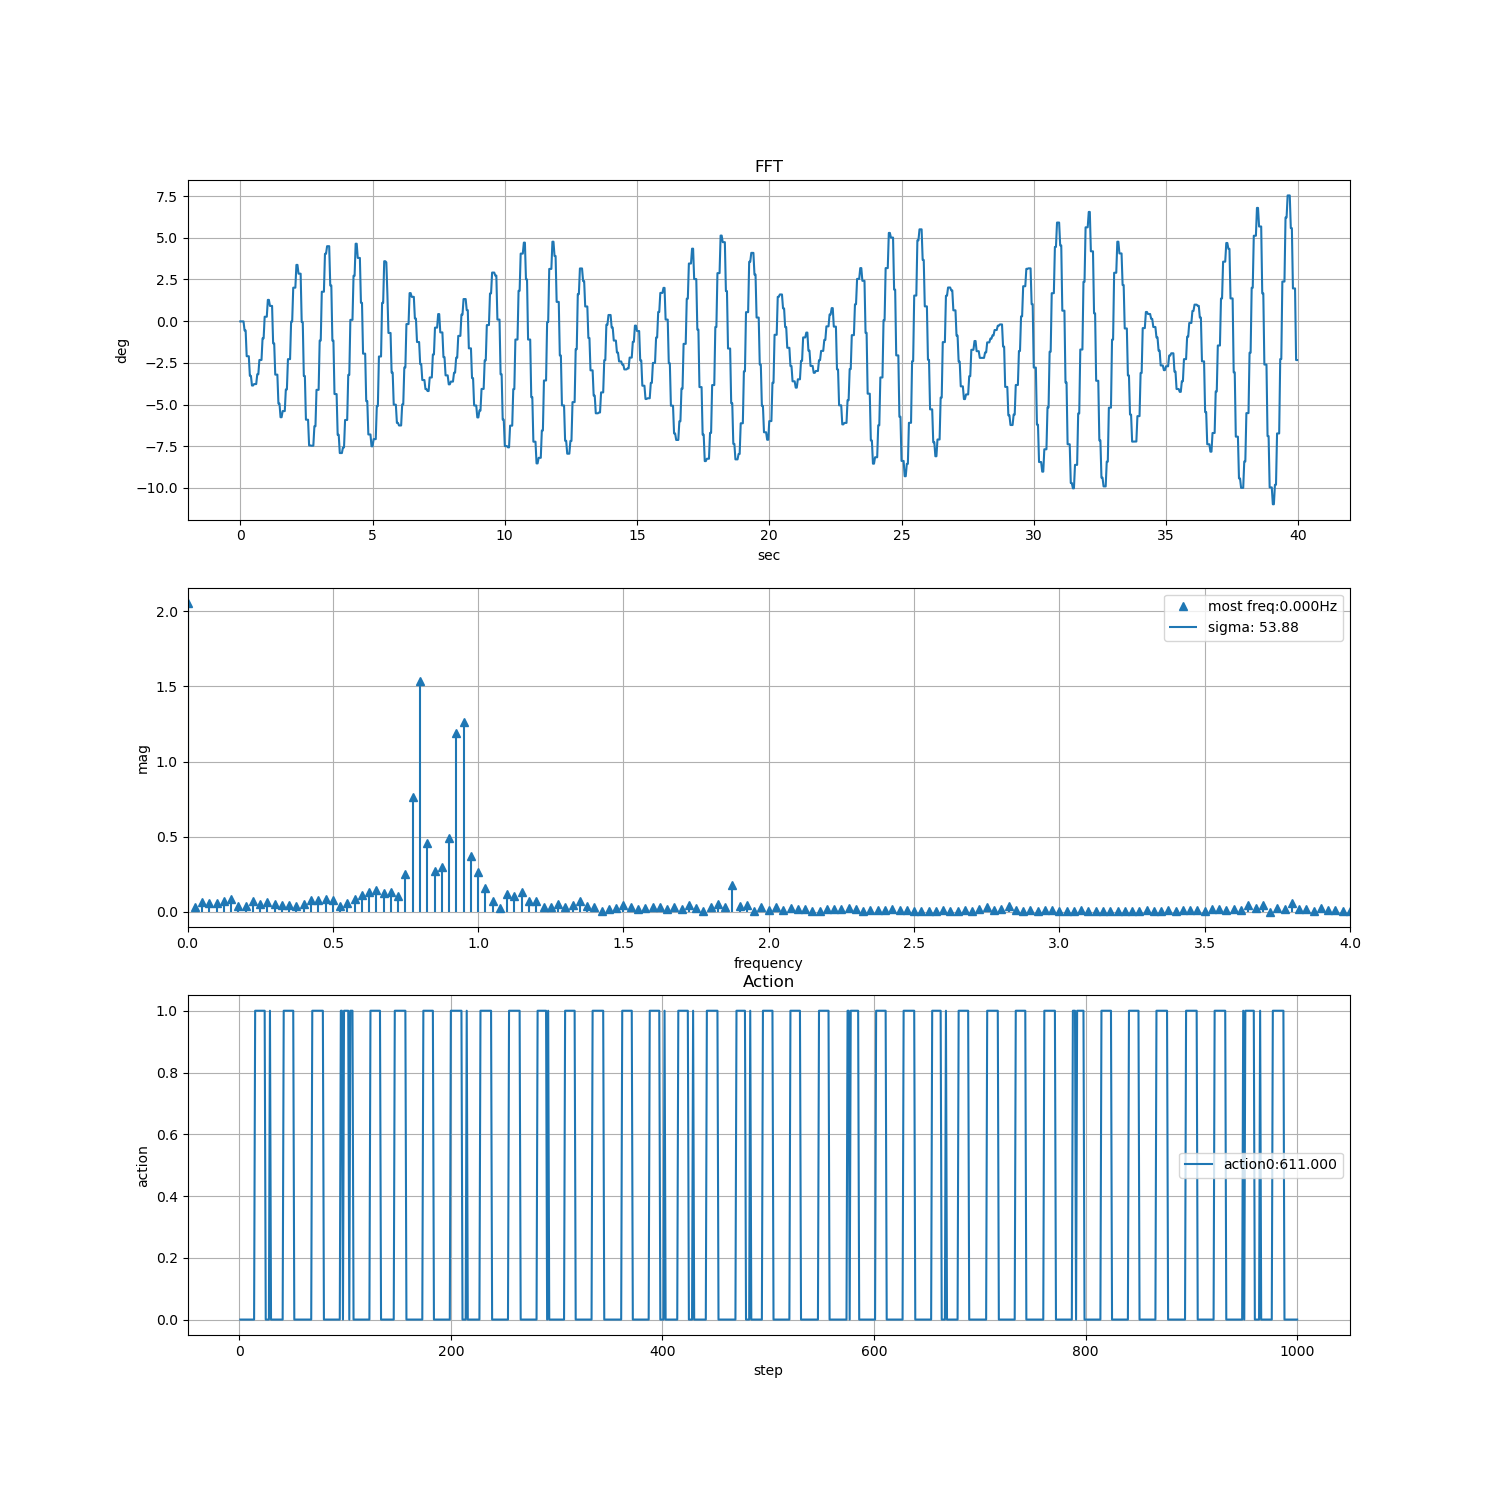 FFT
7.5
5.0
2.5
0.0
−2.5
−5.0
−7.5
−10.0
deg
0 5 10 15 20 25 30 35 40
sec
2.0
1.5
1.0
0.5
0.0
mag
most freq:0.000Hz
sigma: 53.88
0.0 0.5 1.0 1.5 2.0 2.5 3.0 3.5 4.0
frequency
Action
1.0
0.8
0.6
0.4
0.2
0.0
action
action0:611.000
0 200 400 600 800 1000
step